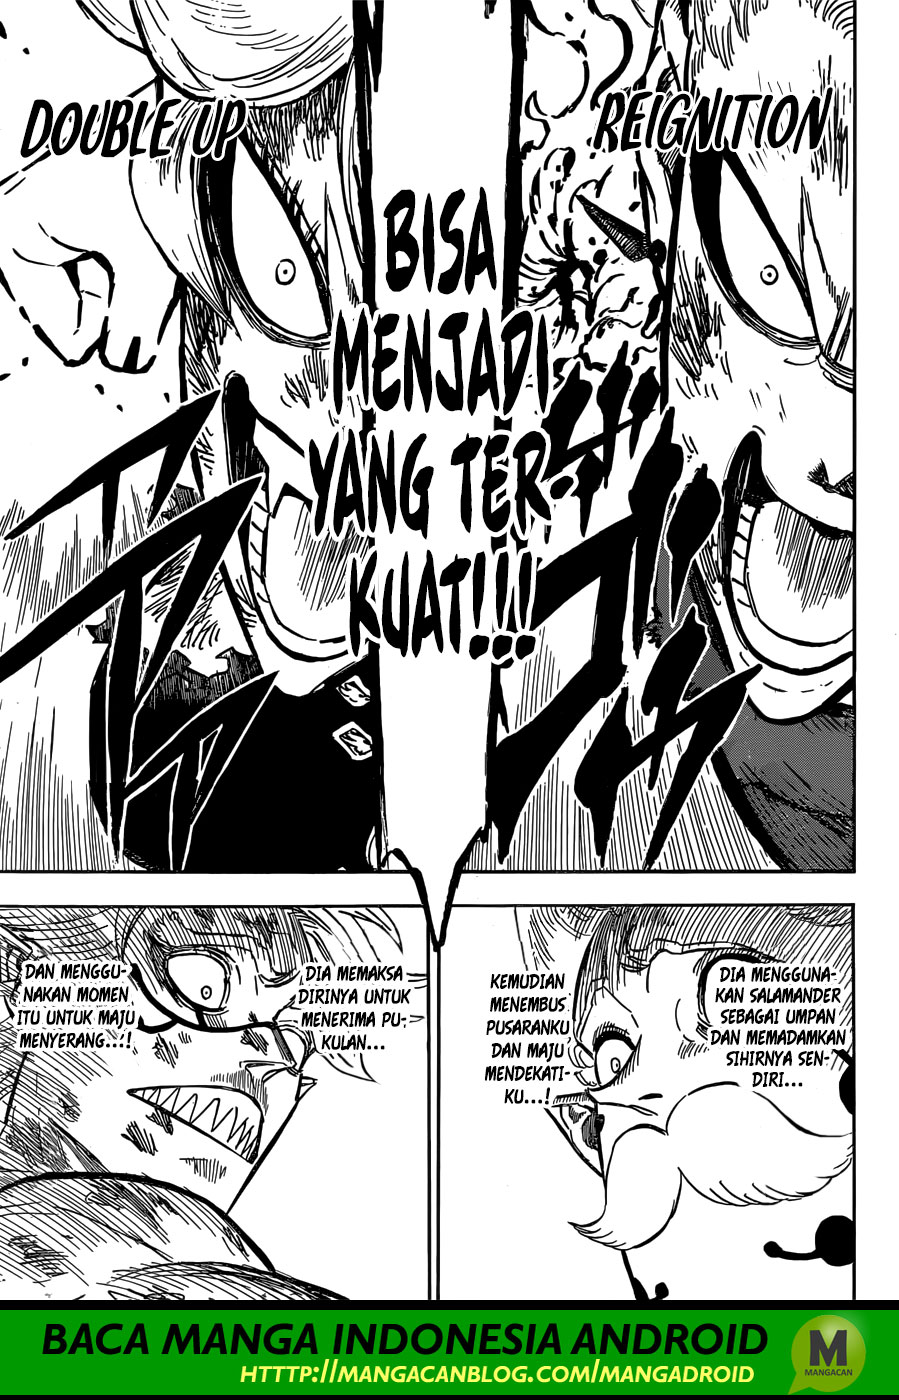 REIGNITION
DOUBLE UP
BISA
MENJADI
YANG TER-
KUAT!!!
DIA MENGGUNA-
KAN SALAMANDER
SEBAGAI UMPAN
DAN MEMADAMKAN
SIHIRNYA SEN-
DIRI...
KEMUDIAN
MENEMBUS
PUSARANKU
DAN MAJU
MENDEKATI-
KU...!
DIA MEMAKSA
DIRINYA UNTUK
MENERIMA PU-
KULAN...
DAN MENGGU-
NAKAN MOMEN
ITU UNTUK MAJU
MENYERANG...!
BACA MANGA INDONESIA ANDROID
HTTTP://MANGACANBLOG.COM/MANGADROID
M
MANGACAN